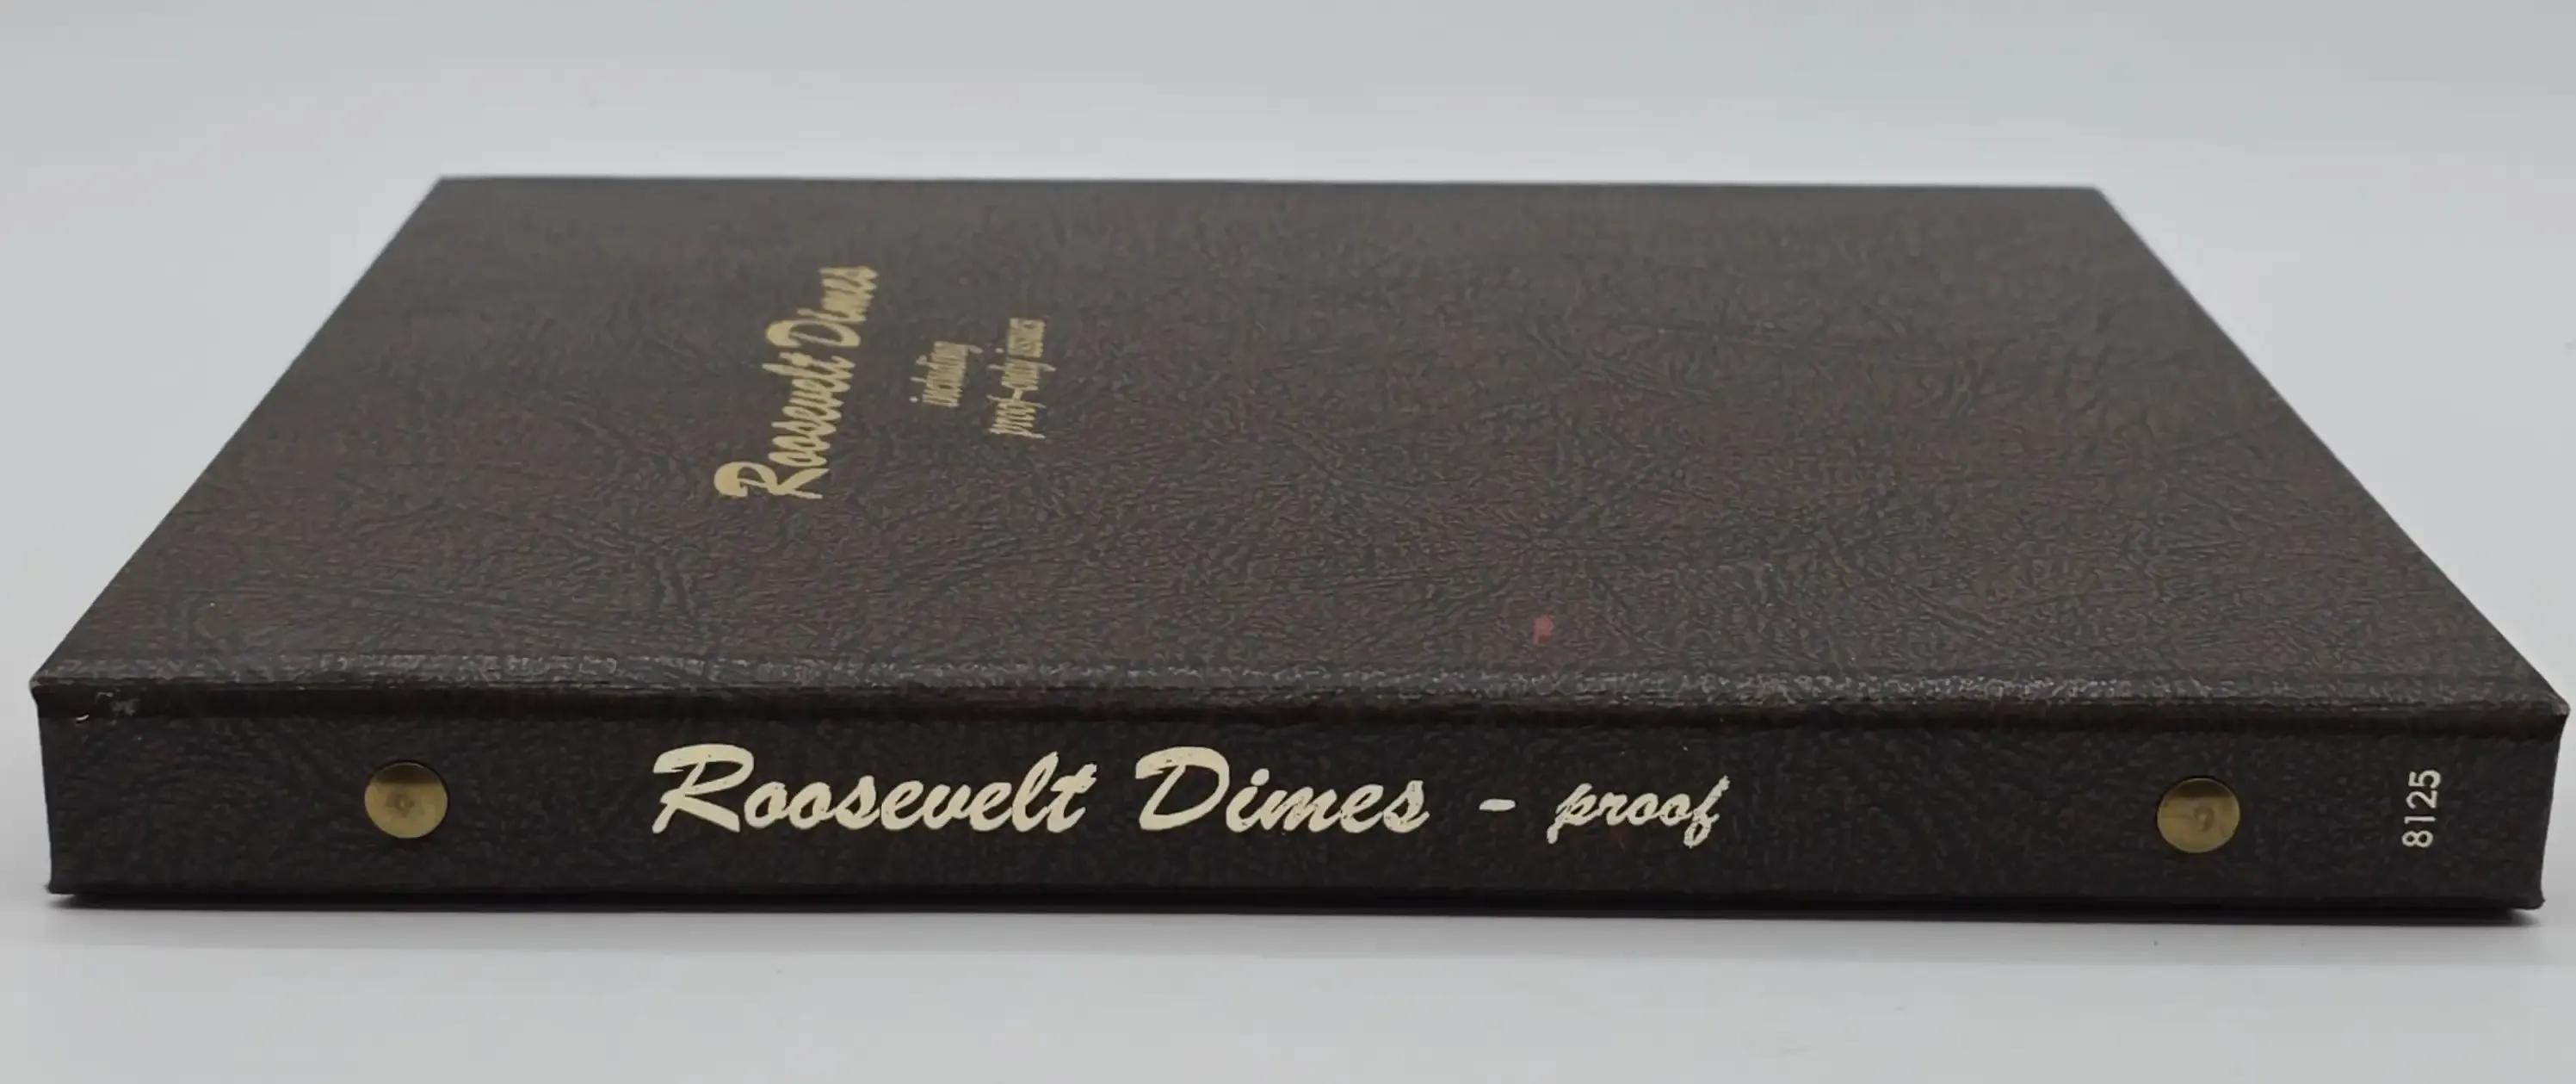 Roosevelt Dimes
including
proof-only issues
Roosevelt Dimes - proof
8125